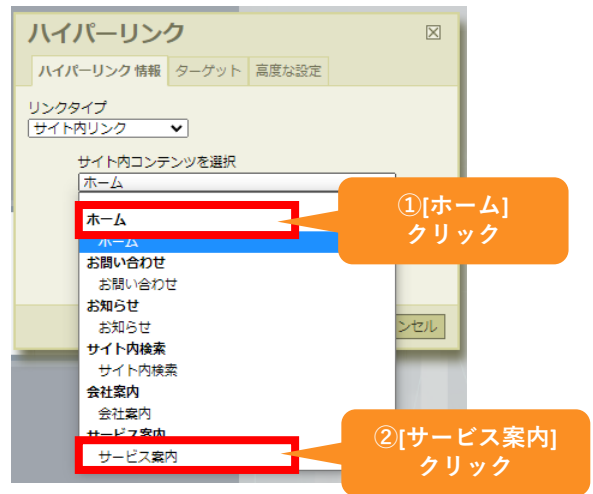 ハイパーリンク
ハイパーリンク 情報 ターゲット 高度な設定
リンクタイプ
サイト内リンク
サイト内コンテンツを選択
ホーム
①[ホーム]
クリック
ホーム
ホーム
お問い合わせ
お問い合わせ
お知らせ
お知らせ
ンセル
サイト内検索
サイト内検索
会社案内
会社案内
サービス案内
サービス案内
②[サービス案内]
クリック